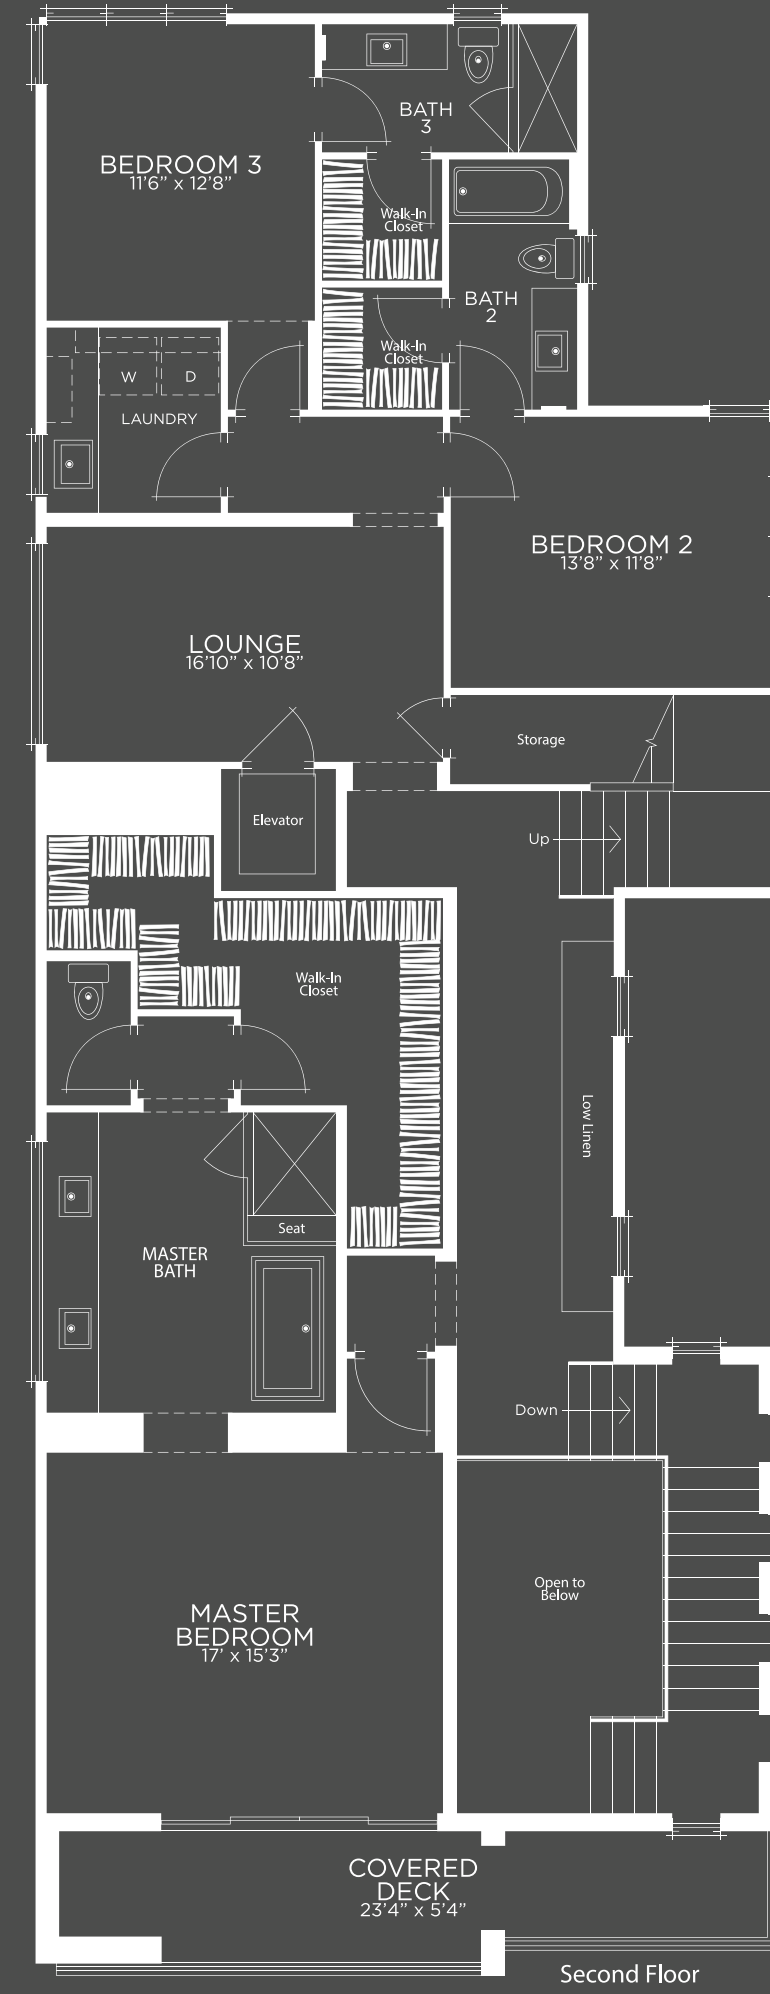 BATH
3
BEDROOM 3
11'6" x 12'8"
Walk-In
Closet
BATH
2
Walk-In
Closet
W
D
LAUNDRY
BEDROOM 2
13'8" x 11'8"
LOUNGE
16'10" x 10'8"
Storage
Elevator
Up
Walk-In
Closet
Low Linen
Seat
MASTER
BATH
Down
Open to
Below
MASTER
BEDROOM
17' x 15'3"
COVERED
DECK
23'4" x 5'4"
Second Floor